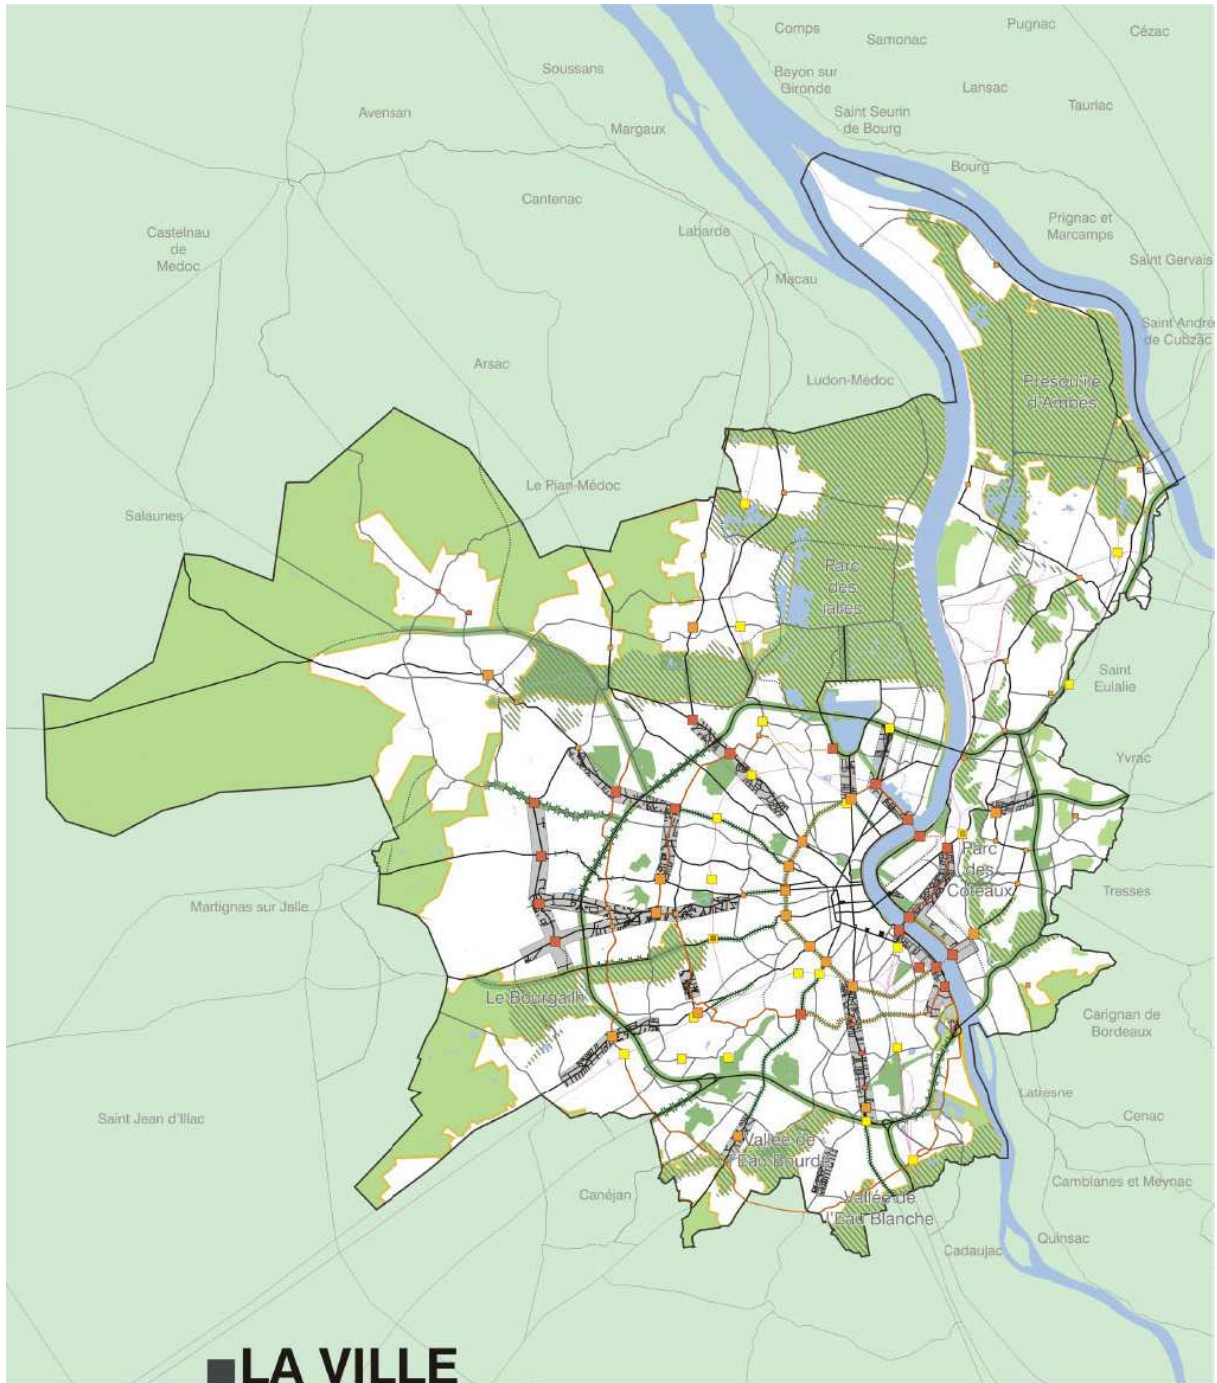 Comps
Pugnac
Cézac
Samonac
Soussans
Bayon sur
Gironde
Lansac
Tauriac
Avensan
Saint Seurin
de Bourg
Margaux
Bourg
Cantenac
Prignac et
Marcamps
Castelnau
de
Medoc
Labarde
Saint Gervais
Macau
Saint André
de Cubzac
Arsac
Ludon-Médoc
Presqu'île
d'Ambes
Le Pian-Médoc
Salaunes
Parc
des
jalles
Saint
Eulalie
Yvrac
Parc
des
Coteaux
Tresses
Martignas sur Jalle
Le Bourgailh
Carignan de
Bordeaux
Latresne
Saint Jean d'Illac
Cenac
Vallée de
l'Eau Bourde
Canéjan
Camblanes et Meynac
Vallée de
l'Eau Blanche
Quinsac
Cadaujac
LA VILLE